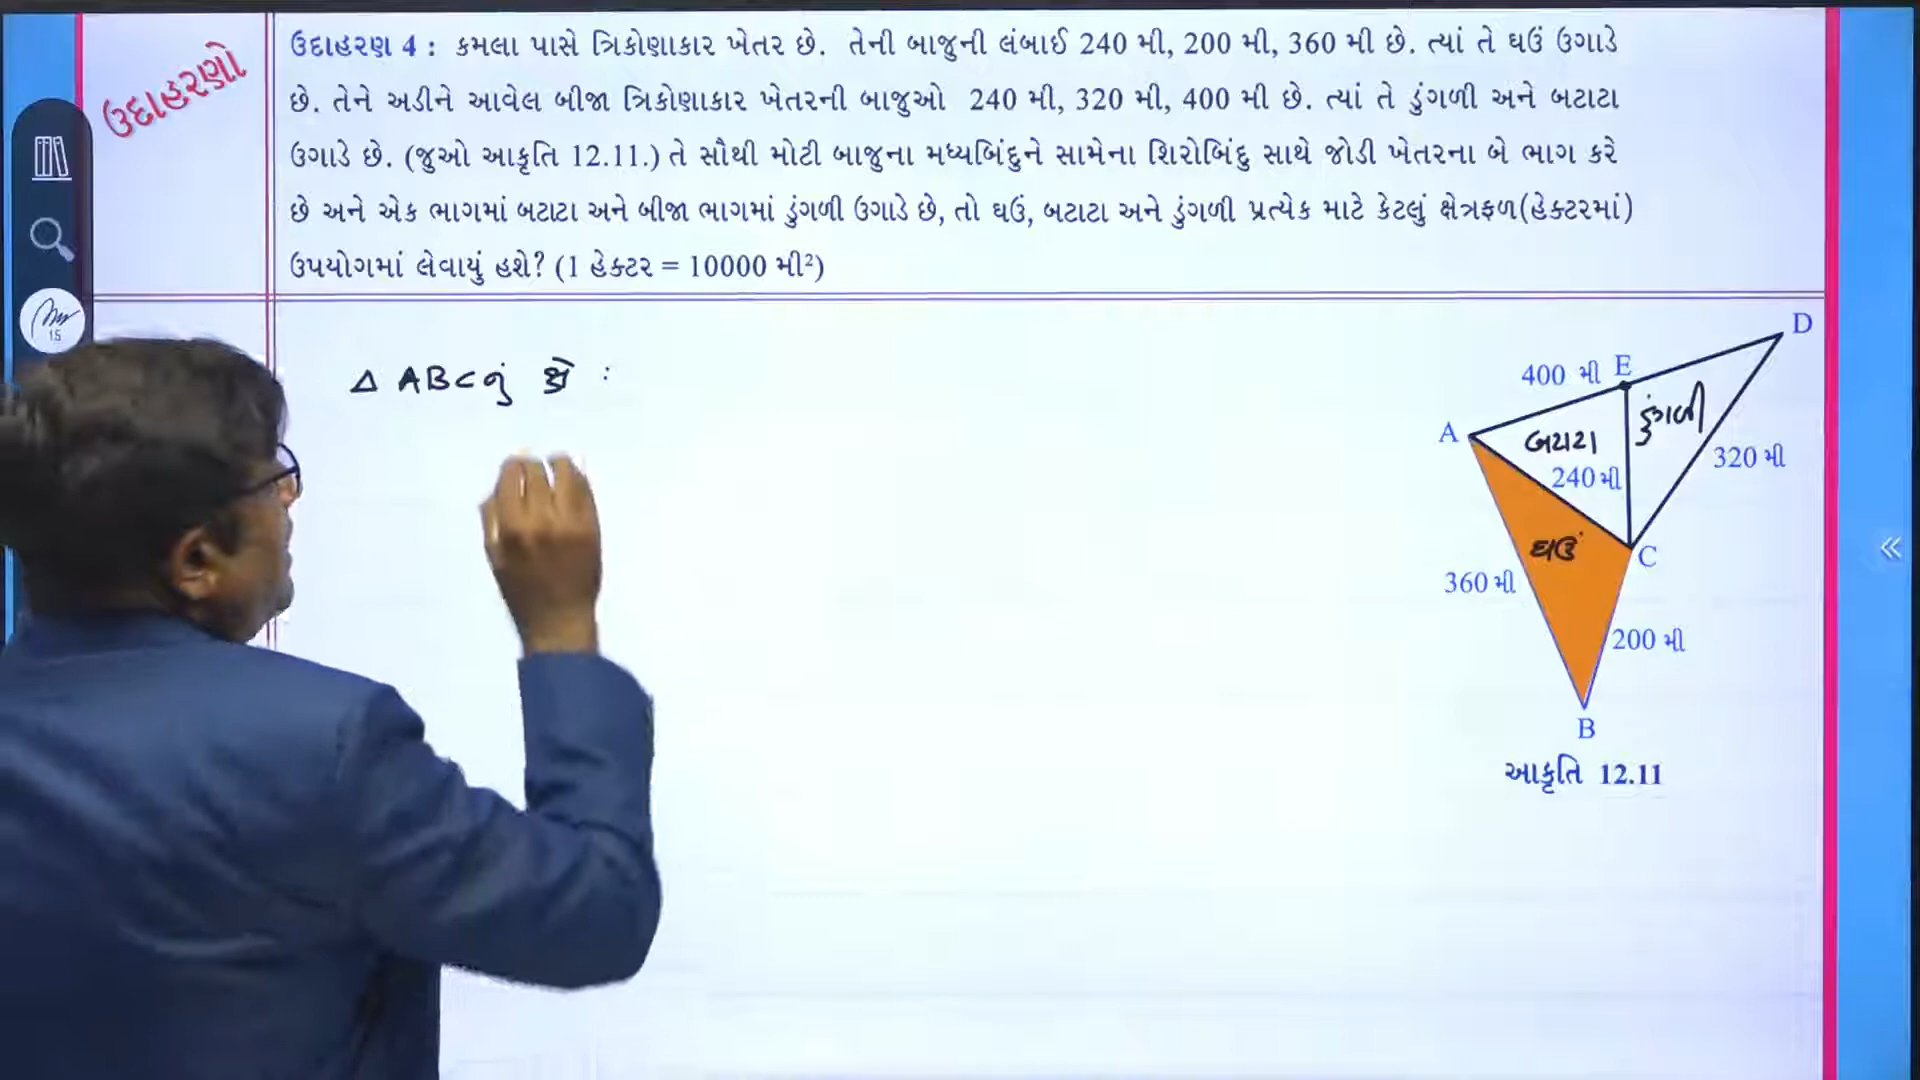 ઉદાહરણો
ઉદાહરણ 4 : કમલા પાસે ત્રિકોણાકાર ખેતર છે. તેની બાજુની લંબાઈ 240 મી, 200 મી, 360 મી છે. ત્યાં તે ઘઉં ઉગાડે
છે. તેને અડીને આવેલ બીજા ત્રિકોણાકાર ખેતરની બાજુઓ 240 મી, 320 મી, 400 મી છે. ત્યાં તે ડુંગળી અને બટાટા
ઉગાડે છે. (જુઓ આકૃતિ 12.11.) તે સૌથી મોટી બાજુના મધ્યબિંદુને સામેના શિરોબિંદુ સાથે જોડી ખેતરના બે ભાગ કરે
છે અને એક ભાગમાં બટાટા અને બીજા ભાગમાં ડુંગળી ઉગાડે છે, તો ઘઉં, બટાટા અને ડુંગળી પ્રત્યેક માટે કેટલું ક્ષેત્રફળ(હેક્ટરમાં)
ઉપયોગમાં લેવાયું હશે? (1 હેક્ટર = 10000 મી²)
15
Δ ABCનું ક્ષે :
D
400 મી E
A
બટાટા ડુંગળી
240 મી 320 મી
ઘઉં
C
360 મી
200 મી
B
આકૃતિ 12.11